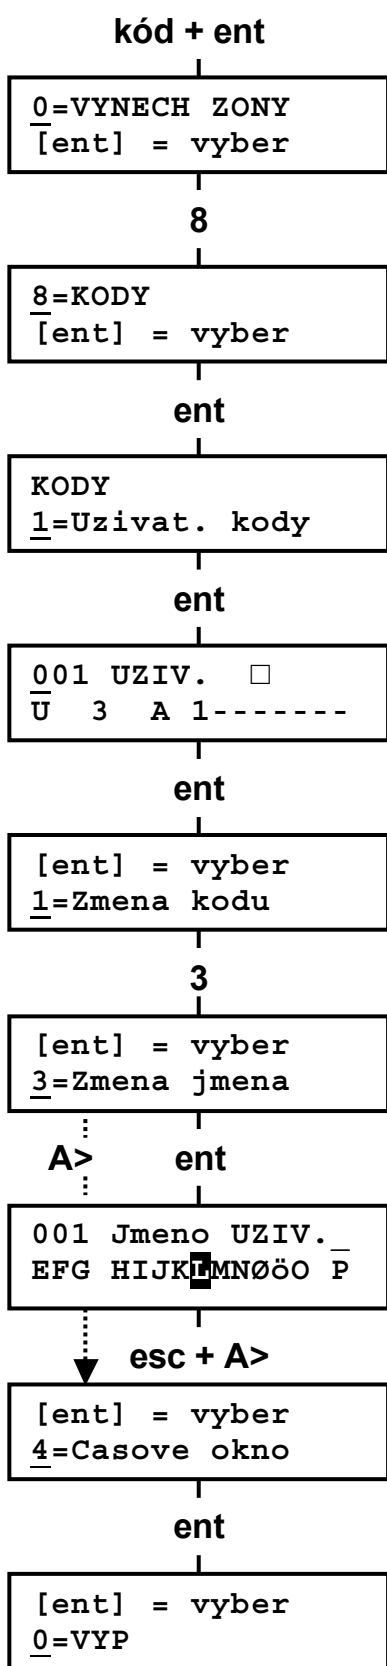 kód + ent
0=VYNECH ZONY
[ent] = vyber
8
8=KODY
[ent] = vyber
ent
KODY
1=Uzivat. kody
ent
001 UZIV. □
U 3 A 1-------
ent
[ent] = vyber
1=Zmena kodu
3
[ent] = vyber
3=Zmena jmena
A> ent
001 Jmeno UZIV._
EFG HIJKLMNØöO P
esc + A>
[ent] = vyber
4=Casove okno
ent
[ent] = vyber
0=VYP